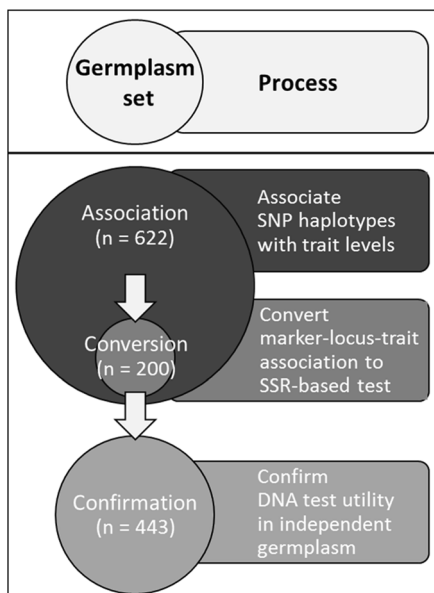 Germplasm
set
Process
Association
(n = 622)
Associate
SNP haplotypes
with trait levels
Conversion
(n = 200)
Convert
marker-locus-trait
association to
SSR-based test
Confirmation
(n = 443)
Confirm
DNA test utility
in independent
germplasm